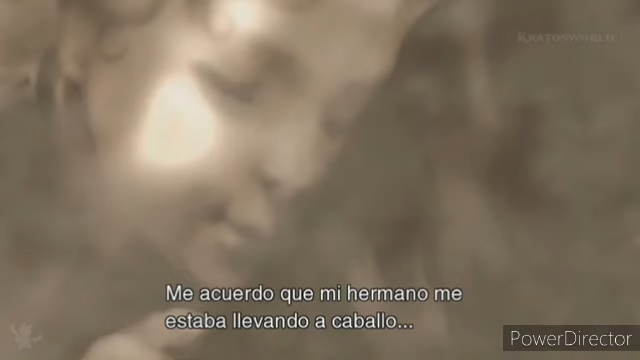 KRATOSWORLD
Me acuerdo que mi hermano me
estaba llevando a caballo...
PowerDirector